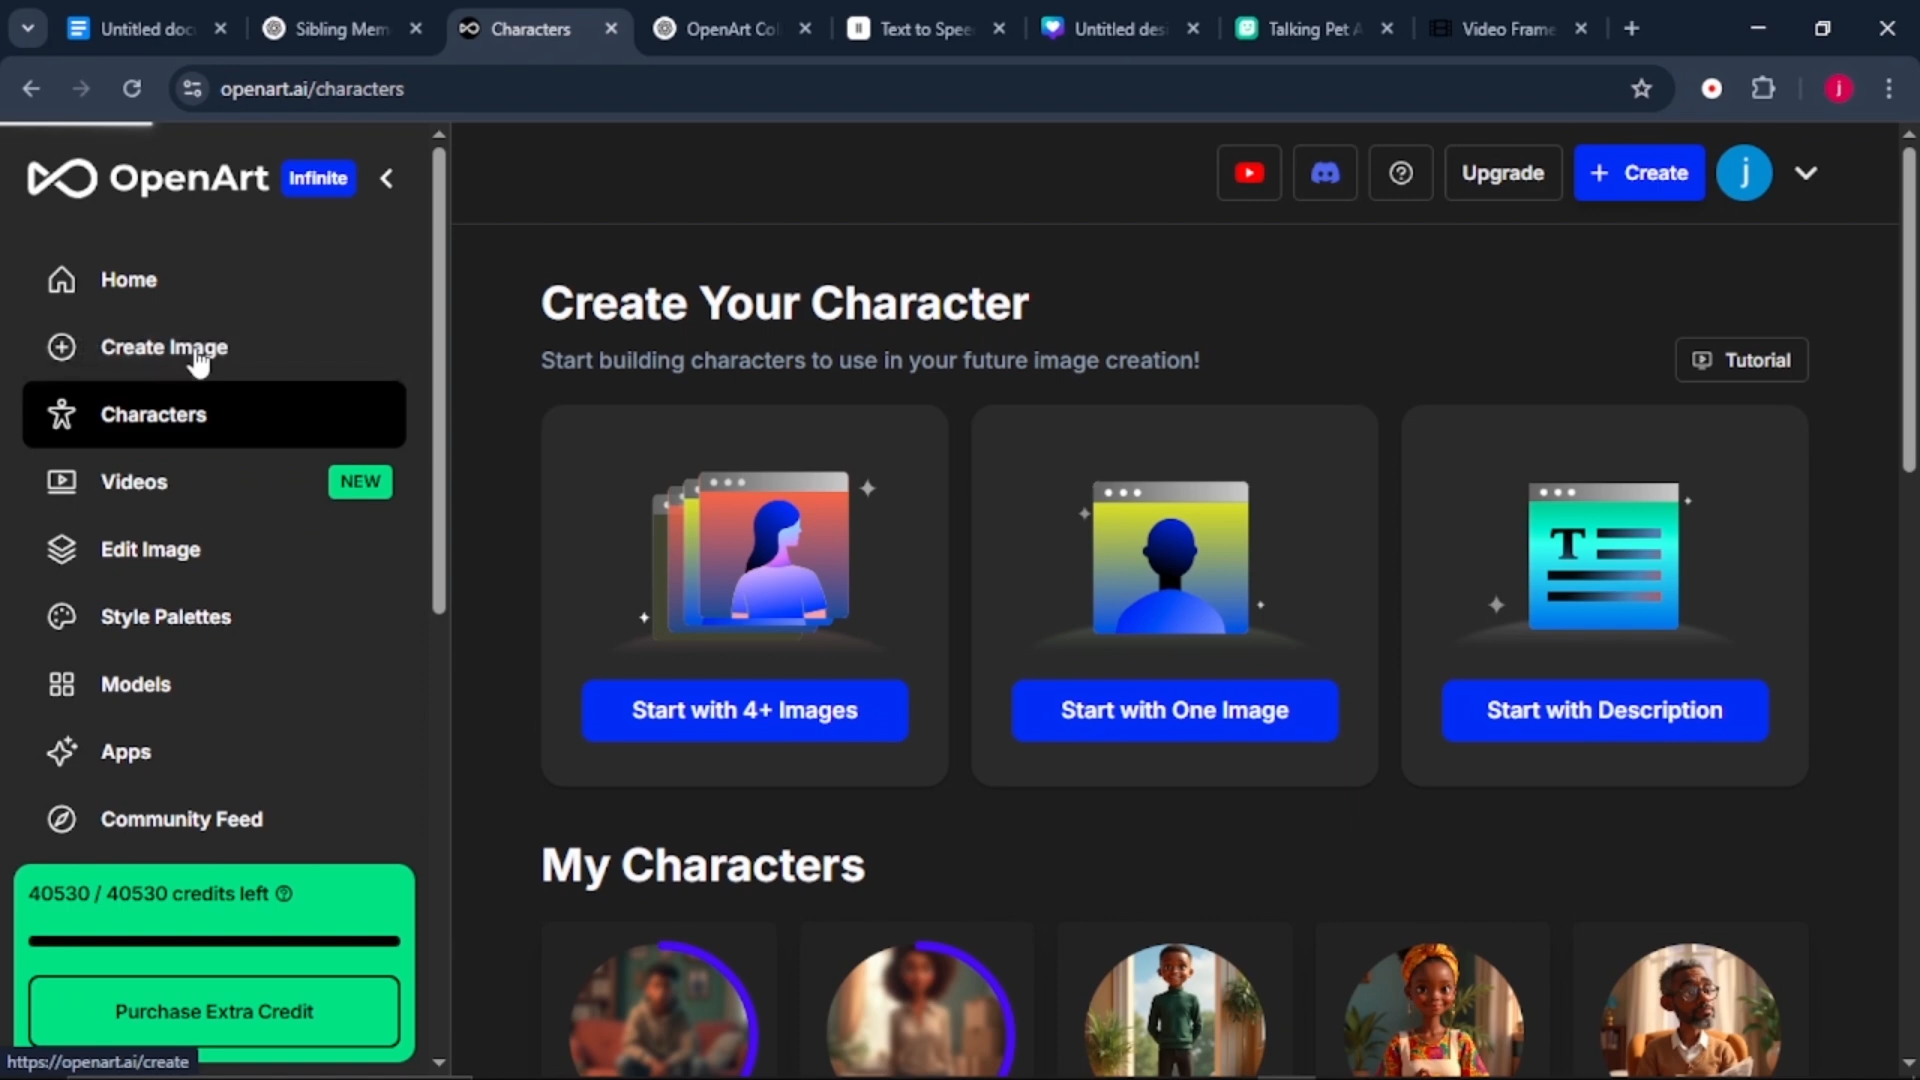 Untitled doc
Sibling Mem
Characters
OpenArt Col
Text to Spee
Untitled desi
Talking Pet A
Video Frame
openart.ai/characters
j
OpenArt Infinite
Upgrade
+ Create
j
Home
Create Image
Characters
Videos NEW
Edit Image
Style Palettes
Models
Apps
Community Feed
40530 / 40530 credits left
Purchase Extra Credit
https://openart.ai/create
Create Your Character
Start building characters to use in your future image creation!
Tutorial
T
Start with 4+ Images
Start with One Image
Start with Description
My Characters